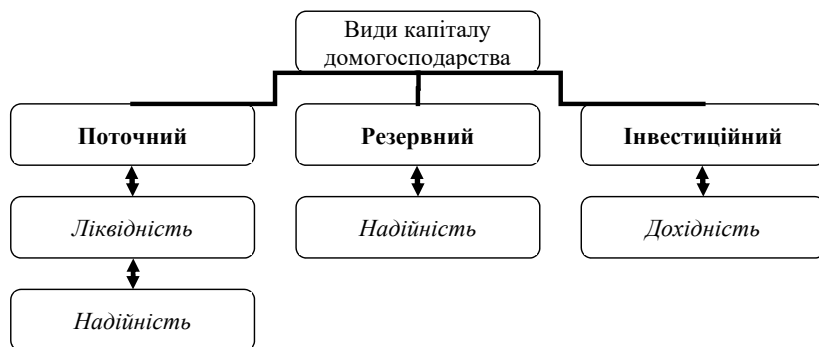 Види капіталу
домогосподарства
Поточний
Резервний
Інвестиційний
Ліквідність
Надійність
Дохідність
Надійність